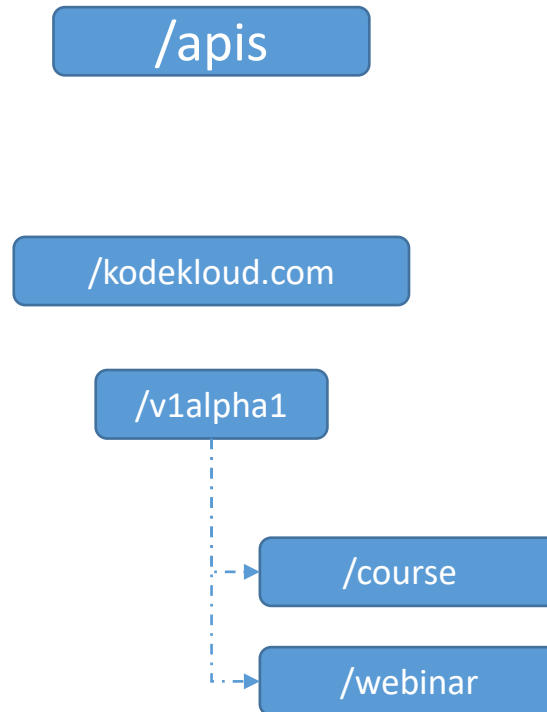 /apis
/kodekloud.com
/v1alpha1
/course
/webinar